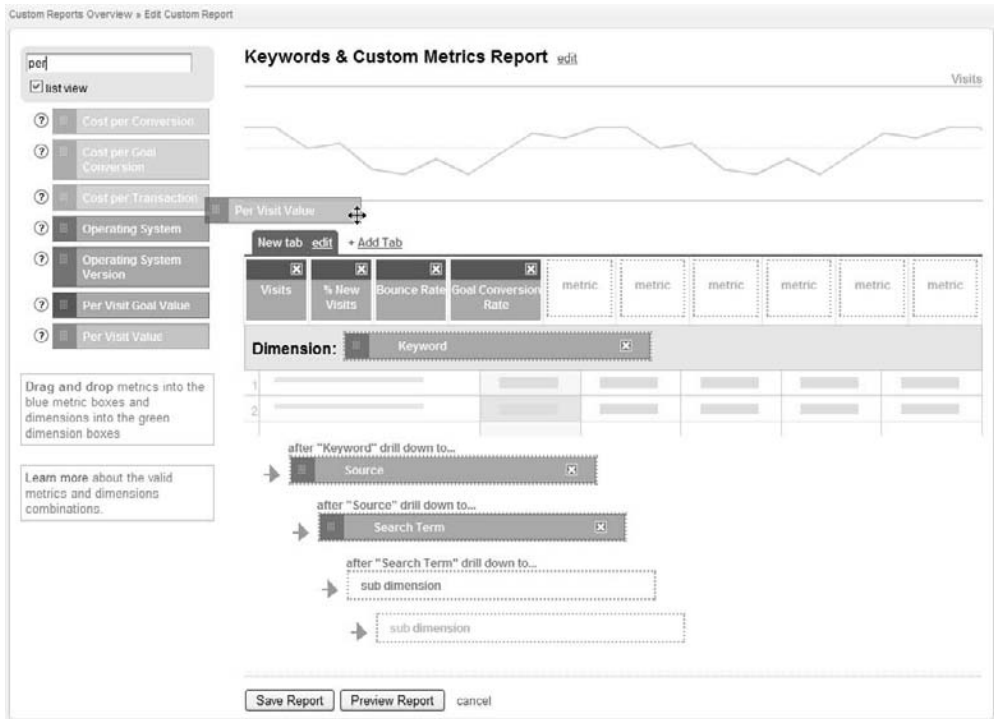 Custom Reports Overview » Edit Custom Report
per
list view
Cost per Conversion
Cost per Goal
Conversion
Cost per Transaction
Operating System
Operating System
Version
Per Visit Goal Value
Per Visit Value
Drag and drop metrics into the
blue metric boxes and
dimensions into the green
dimension boxes
Learn more about the valid
metrics and dimensions
combinations.
Keywords & Custom Metrics Report edit
Visits
Per Visit Value
New tab edit + Add Tab
Visits
% New
Visits
Bounce Rate
Goal Conversion
Rate
metric metric metric metric metric metric
Dimension: Keyword
1
2
after "Keyword" drill down to...
Source
after "Source" drill down to...
Search Term
after "Search Term" drill down to...
sub dimension
sub dimension
Save Report Preview Report cancel